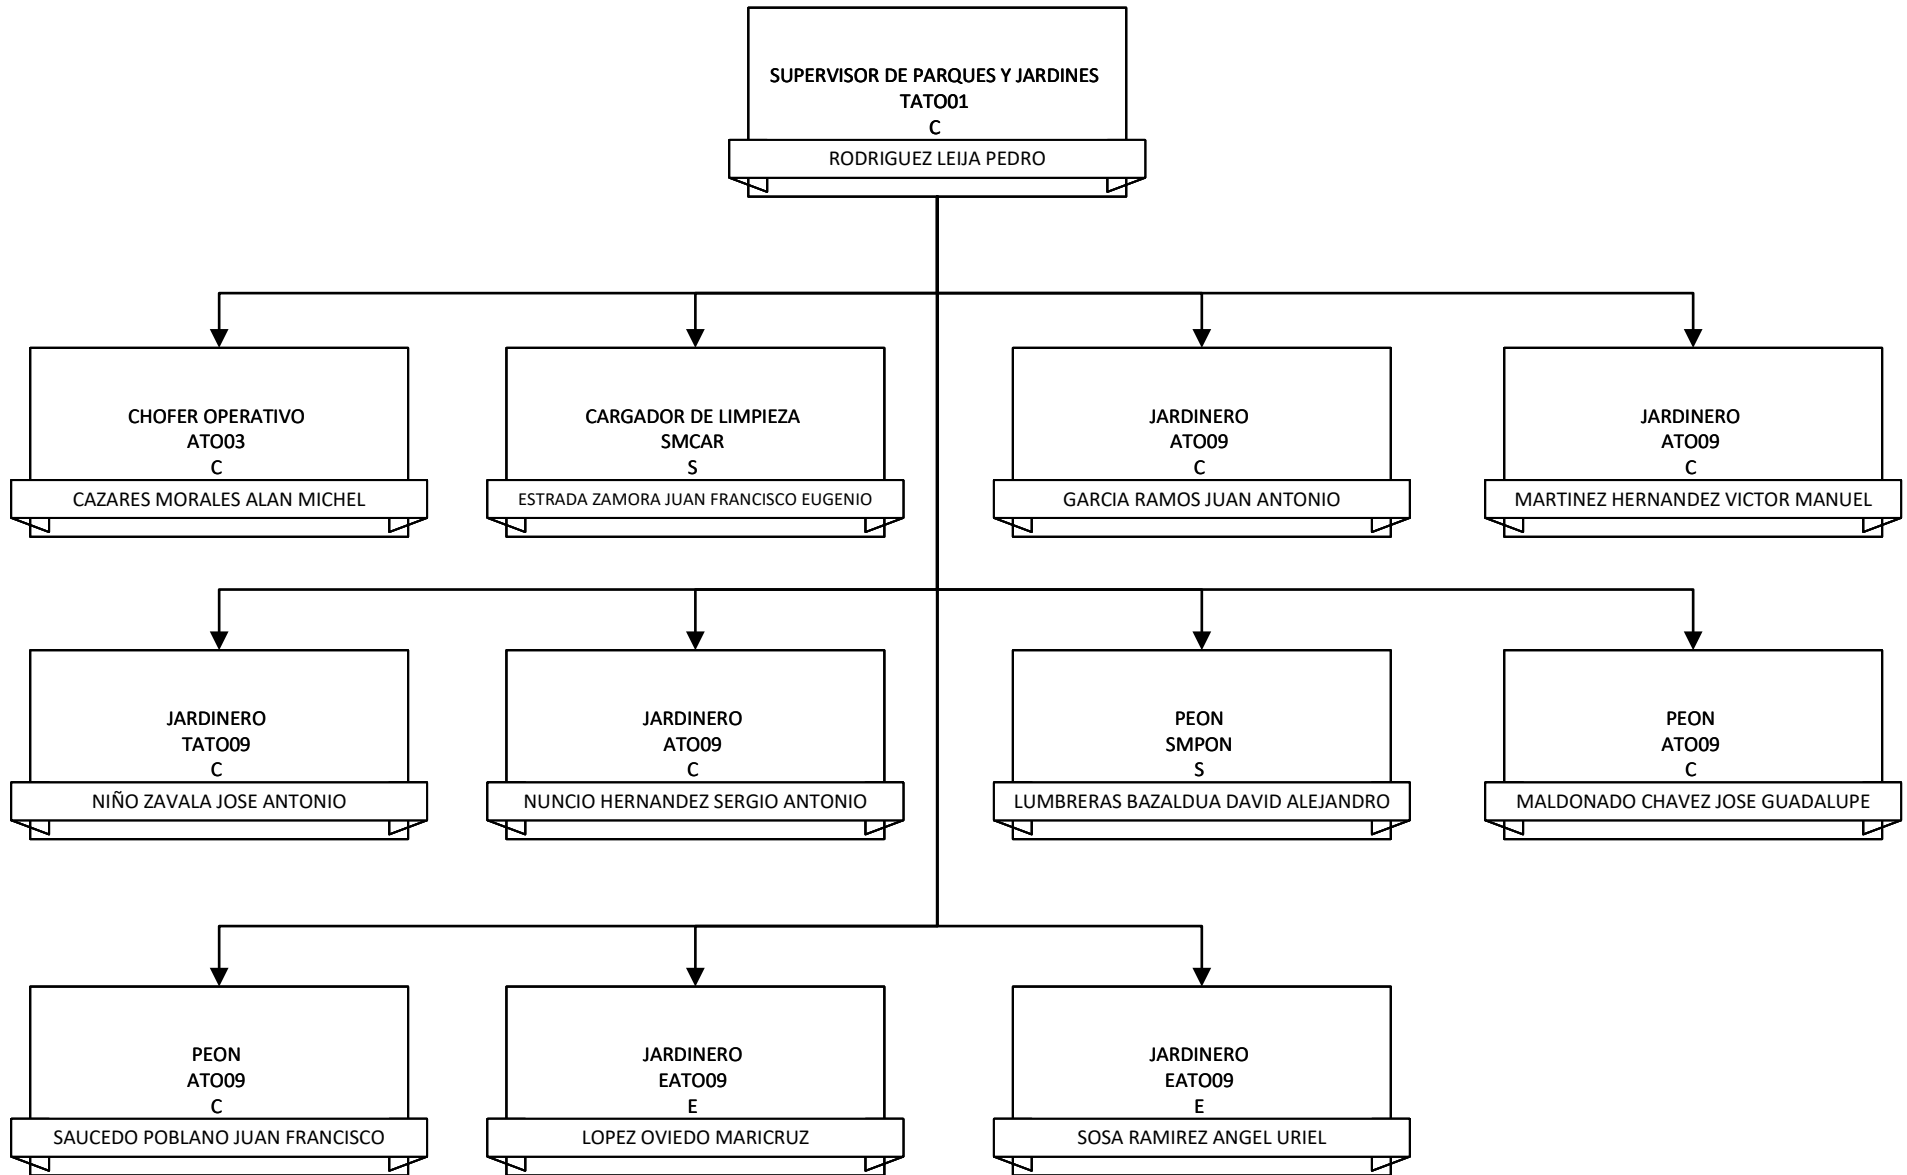 SUPERVISOR DE PARQUES Y JARDINES
TATO01
C
RODRIGUEZ LEIJA PEDRO
CHOFER OPERATIVO
ATO03
C
CAZARES MORALES ALAN MICHEL
CARGADOR DE LIMPIEZA
SMCAR
S
ESTRADA ZAMORA JUAN FRANCISCO EUGENIO
JARDINERO
ATO09
C
GARCIA RAMOS JUAN ANTONIO
JARDINERO
ATO09
C
MARTINEZ HERNANDEZ VICTOR MANUEL
JARDINERO
TATO09
C
NIÑO ZAVALA JOSE ANTONIO
JARDINERO
ATO09
C
NUNCIO HERNANDEZ SERGIO ANTONIO
PEON
SMPON
S
LUMBRERAS BAZALDUA DAVID ALEJANDRO
PEON
ATO09
C
MALDONADO CHAVEZ JOSE GUADALUPE
PEON
ATO09
C
SAUCEDO POBLANO JUAN FRANCISCO
JARDINERO
EATO09
E
LOPEZ OVIEDO MARICRUZ
JARDINERO
EATO09
E
SOSA RAMIREZ ANGEL URIEL